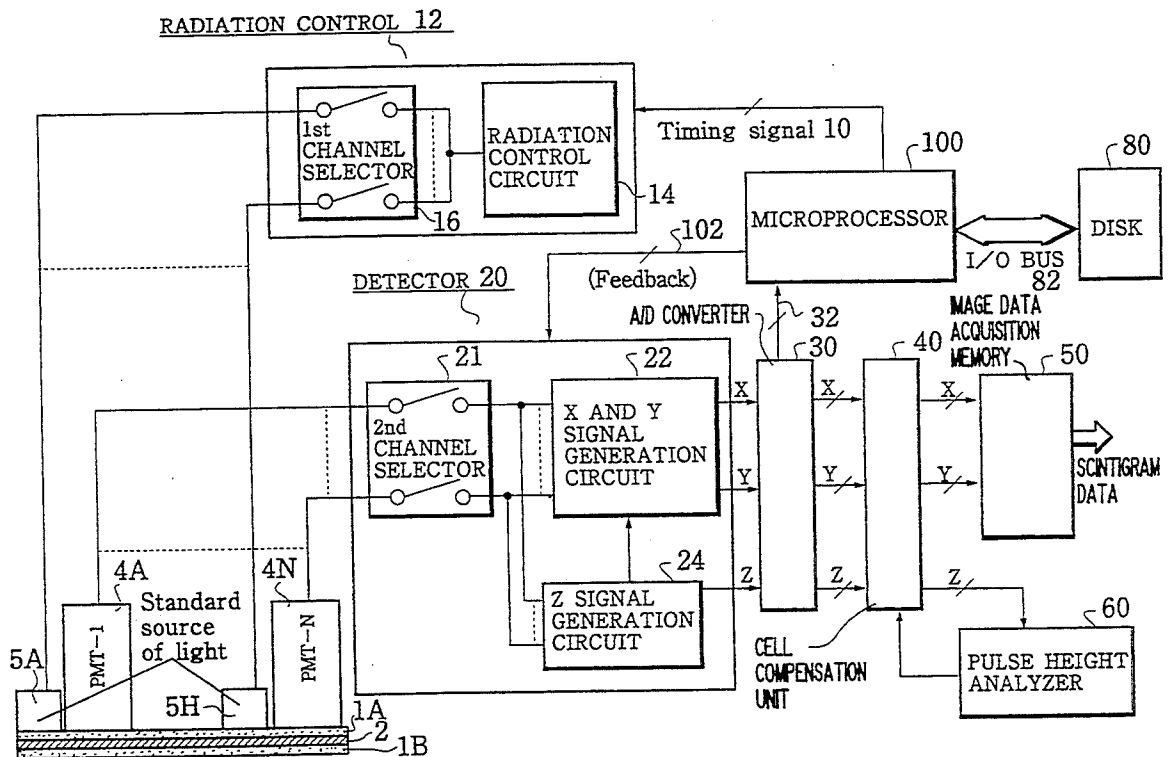 RADIATION CONTROL 12
1st
CHANNEL
SELECTOR
16
RADIATION
CONTROL
CIRCUIT
14
Timing signal 10
100
MICROPROCESSOR
80
DISK
I/O BUS
82
102
(Feedback)
DETECTOR 20
A/D CONVERTER
32
30
40
IMAGE DATA
ACQUISITION
MEMORY
50
21
2nd
CHANNEL
SELECTOR
22
X AND Y
SIGNAL
GENERATION
CIRCUIT
X
X
X
Y
Y
Y
SCINTIGRAM
DATA
24
Z SIGNAL
GENERATION
CIRCUIT
Z
Z
Z
CELL
COMPENSATION
UNIT
60
PULSE HEIGHT
ANALYZER
4A
Standard
source
of light
4N
5A
PMT-1
5H
PMT-N
1A
2
1B